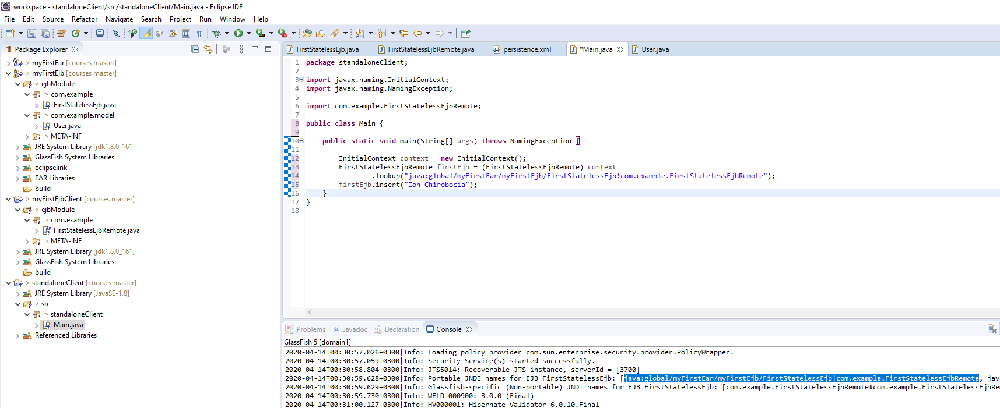 workspace - standaloneClient/src/standaloneClient/Main.java - Eclipse IDE
File Edit Source Refactor Navigate Search Project Run Window Help
Package Explorer
> myFirstEar [courses master]
> myFirstEjb [courses master]
> ejbModule
> com.example
FirstStatelessEjb.java
> com.example.model
User.java
> META-INF
JRE System Library [jdk1.8.0_161]
GlassFish System Libraries
eclipselink
EAR Libraries
build
> myFirstEjbClient [courses master]
> ejbModule
> com.example
FirstStatelessEjbRemote.java
> META-INF
JRE System Library [jdk1.8.0_161]
GlassFish System Libraries
build
> standaloneClient [courses master]
JRE System Library [JavaSE-1.8]
> src
> standaloneClient
Main.java
Referenced Libraries
FirstStatelessEjb.java FirstStatelessEjbRemote.java persistence.xml *Main.java User.java
1 package standaloneClient;
2
3 import javax.naming.InitialContext;
4 import javax.naming.NamingException;
5
6 import com.example.FirstStatelessEjbRemote;
7
8 public class Main {
9
10 public static void main(String[] args) throws NamingException {
11
12 InitialContext context = new InitialContext();
13 FirstStatelessEjbRemote firstEjb = (FirstStatelessEjbRemote) context
14 .lookup("java:global/myFirstEar/myFirstEjb/FirstStatelessEjb!com.example.FirstStatelessEjbRemote");
15 firstEjb.insert("Ion Chirobocia");
16 }
17 }
18
Problems @ Javadoc Declaration Console
GlassFish 5 [domain1]
2020-04-14T00:30:57.026+0300|Info: Loading policy provider com.sun.enterprise.security.provider.PolicyWrapper.
2020-04-14T00:30:57.059+0300|Info: Security Service(s) started successfully.
2020-04-14T00:30:58.804+0300|Info: JTS5014: Recoverable JTS instance, serverId = [3700]
2020-04-14T00:30:59.628+0300|Info: Portable JNDI names for EJB FirstStatelessEjb: [java:global/myFirstEar/myFirstEjb/FirstStatelessEjb!com.example.FirstStatelessEjbRemote, jav
2020-04-14T00:30:59.629+0300|Info: Glassfish-specific (Non-portable) JNDI names for EJB FirstStatelessEjb: [com.example.FirstStatelessEjbRemote#com.example.FirstStatelessEjbRe
2020-04-14T00:30:59.730+0300|Info: WELD-000900: 3.0.0 (Final)
2020-04-14T00:31:00.127+0300|Info: HV000001: Hibernate Validator 6.0.10.Final